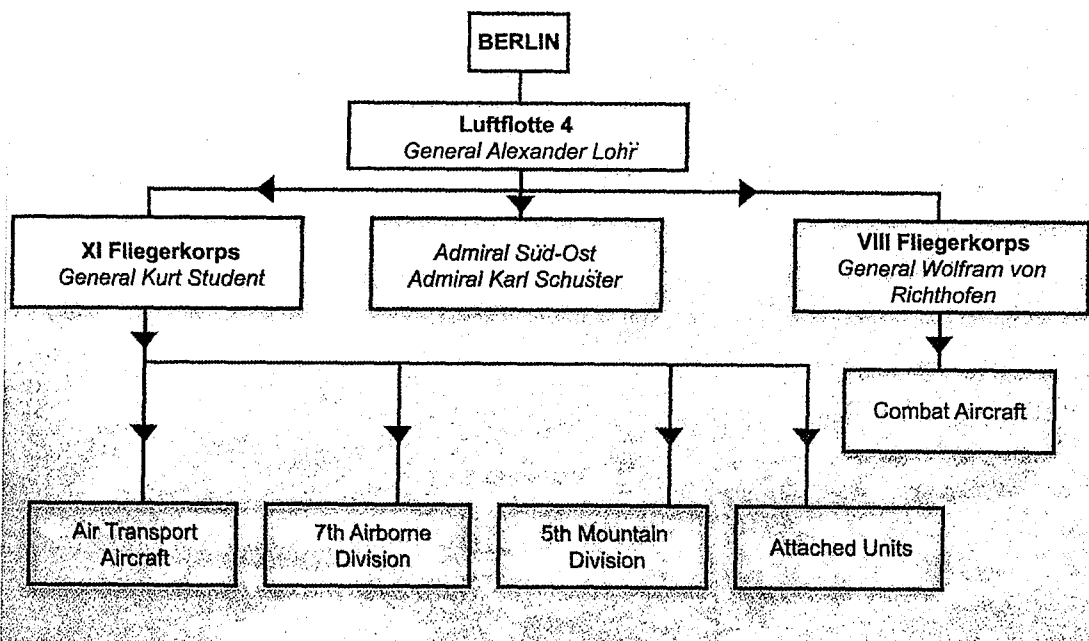 BERLIN
Luftflotte 4
General Alexander Lohr
XI Fliegerkorps
General Kurt Student
Admiral Süd-Ost
Admiral Karl Schuster
VIII Fliegerkorps
General Wolfram von
Richthofen
Combat Aircraft
Air Transport
Aircraft
7th Airborne
Division
5th Mountain
Division
Attached Units